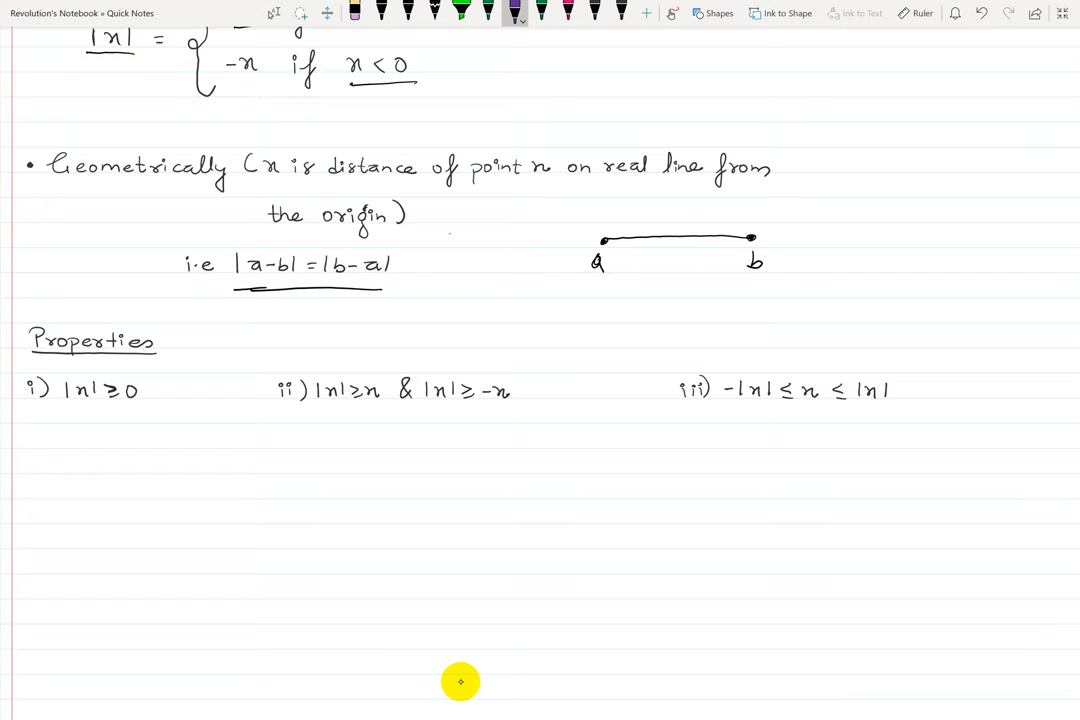 Revolution's Notebook » Quick Notes
Shapes Ink to Shape Ink to Text Ruler
|x| =
-x if x < 0
• Geometrically (x is distance of point x on real line from
the origin)
i.e |a-b| = |b-a|
a b
Properties
i) |x| ≥ 0 ii) |x| ≥ x & |x| ≥ -x iii) -|x| ≤ x ≤ |x|